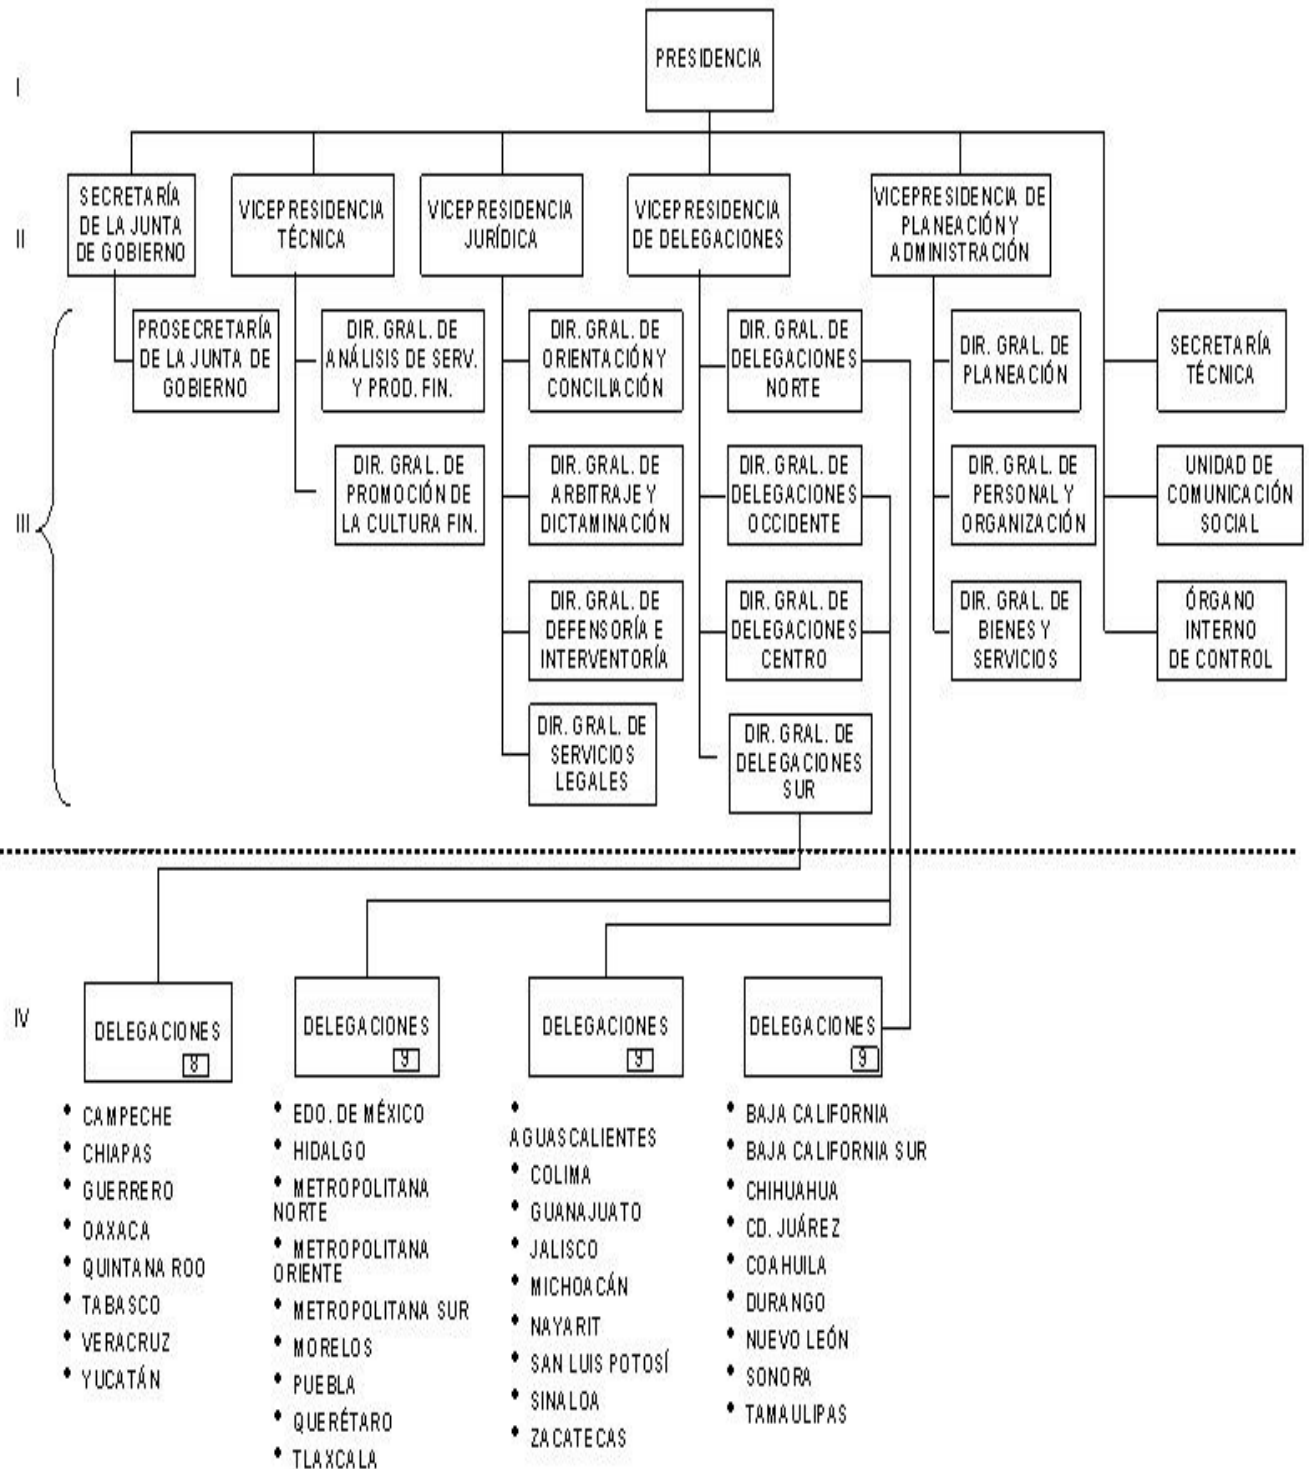 PRESIDENCIA
I
SECRETARÍA
DE LA JUNTA
DE GOBIERNO
VICEPRESIDENCIA
TÉCNICA
VICEPRESIDENCIA
JURÍDICA
VICEPRESIDENCIA
DE DELEGACIONES
VICEPRESIDENCIA DE
PLANEACIÓN Y
ADMINISTRACIÓN
II
PROSECRETARÍA
DE LA JUNTA DE
GOBIERNO
DIR. GRAL. DE
ANÁLISIS DE SERV.
Y PROD. FIN.
DIR. GRAL. DE
ORIENTACIÓN Y
CONCILIACIÓN
DIR. GRAL. DE
DELEGACIONES
NORTE
DIR. GRAL. DE
PLANEACIÓN
SECRETARÍA
TÉCNICA
III
DIR. GRAL. DE
PROMOCIÓN DE
LA CULTURA FIN.
DIR. GRAL. DE
ARBITRAJE Y
DICTAMINACIÓN
DIR. GRAL. DE
DELEGACIONES
OCCIDENTE
DIR. GRAL. DE
PERSONAL Y
ORGANIZACIÓN
UNIDAD DE
COMUNICACIÓN
SOCIAL
DIR. GRAL. DE
DEFENSORÍA E
INTERVENTORÍA
DIR. GRAL. DE
DELEGACIONES
CENTRO
DIR. GRAL. DE
BIENES Y
SERVICIOS
ÓRGANO
INTERNO
DE CONTROL
DIR. GRAL. DE
SERVICIOS
LEGALES
DIR. GRAL. DE
DELEGACIONES
SUR
IV
DELEGACIONES
8
• CAMPECHE
• CHIAPAS
• GUERRERO
• OAXACA
• QUINTANA ROO
• TABASCO
• VERACRUZ
• YUCATÁN
DELEGACIONES
9
• EDO. DE MÉXICO
• HIDALGO
• METROPOLITANA
NORTE
• METROPOLITANA
ORIENTE
• METROPOLITANA SUR
• MORELOS
• PUEBLA
• QUERÉTARO
• TLAXCALA
DELEGACIONES
9
•
AGUASCALIENTES
• COLIMA
• GUANAJUATO
• JALISCO
• MICHOACÁN
• NAYARIT
• SAN LUIS POTOSÍ
• SINALOA
• ZACATECAS
DELEGACIONES
9
• BAJA CALIFORNIA
• BAJA CALIFORNIA SUR
• CHIHUAHUA
• CD. JUÁREZ
• COAHUILA
• DURANGO
• NUEVO LEÓN
• SONORA
• TAMAULIPAS